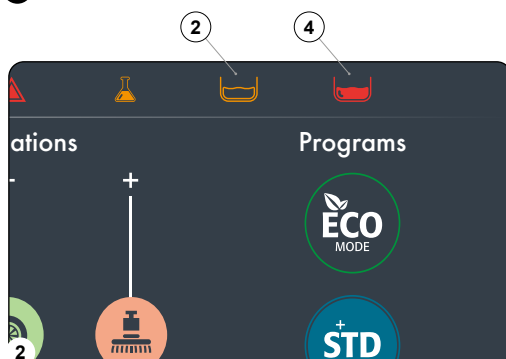 2
4
ations
Programs
+
ECO
MODE
+
STD
2